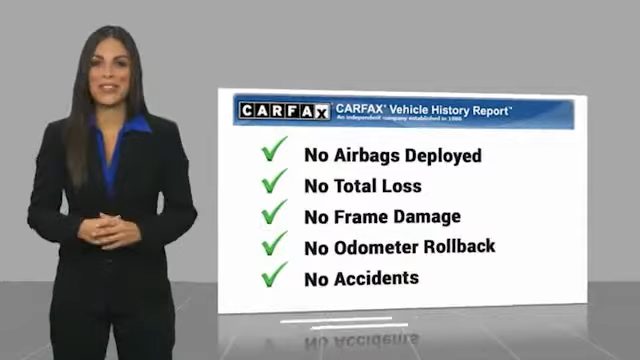 CARFAX CARFAX® Vehicle History Report™
An independent company established in 1986
No Airbags Deployed
No Total Loss
No Frame Damage
No Odometer Rollback
No Accidents